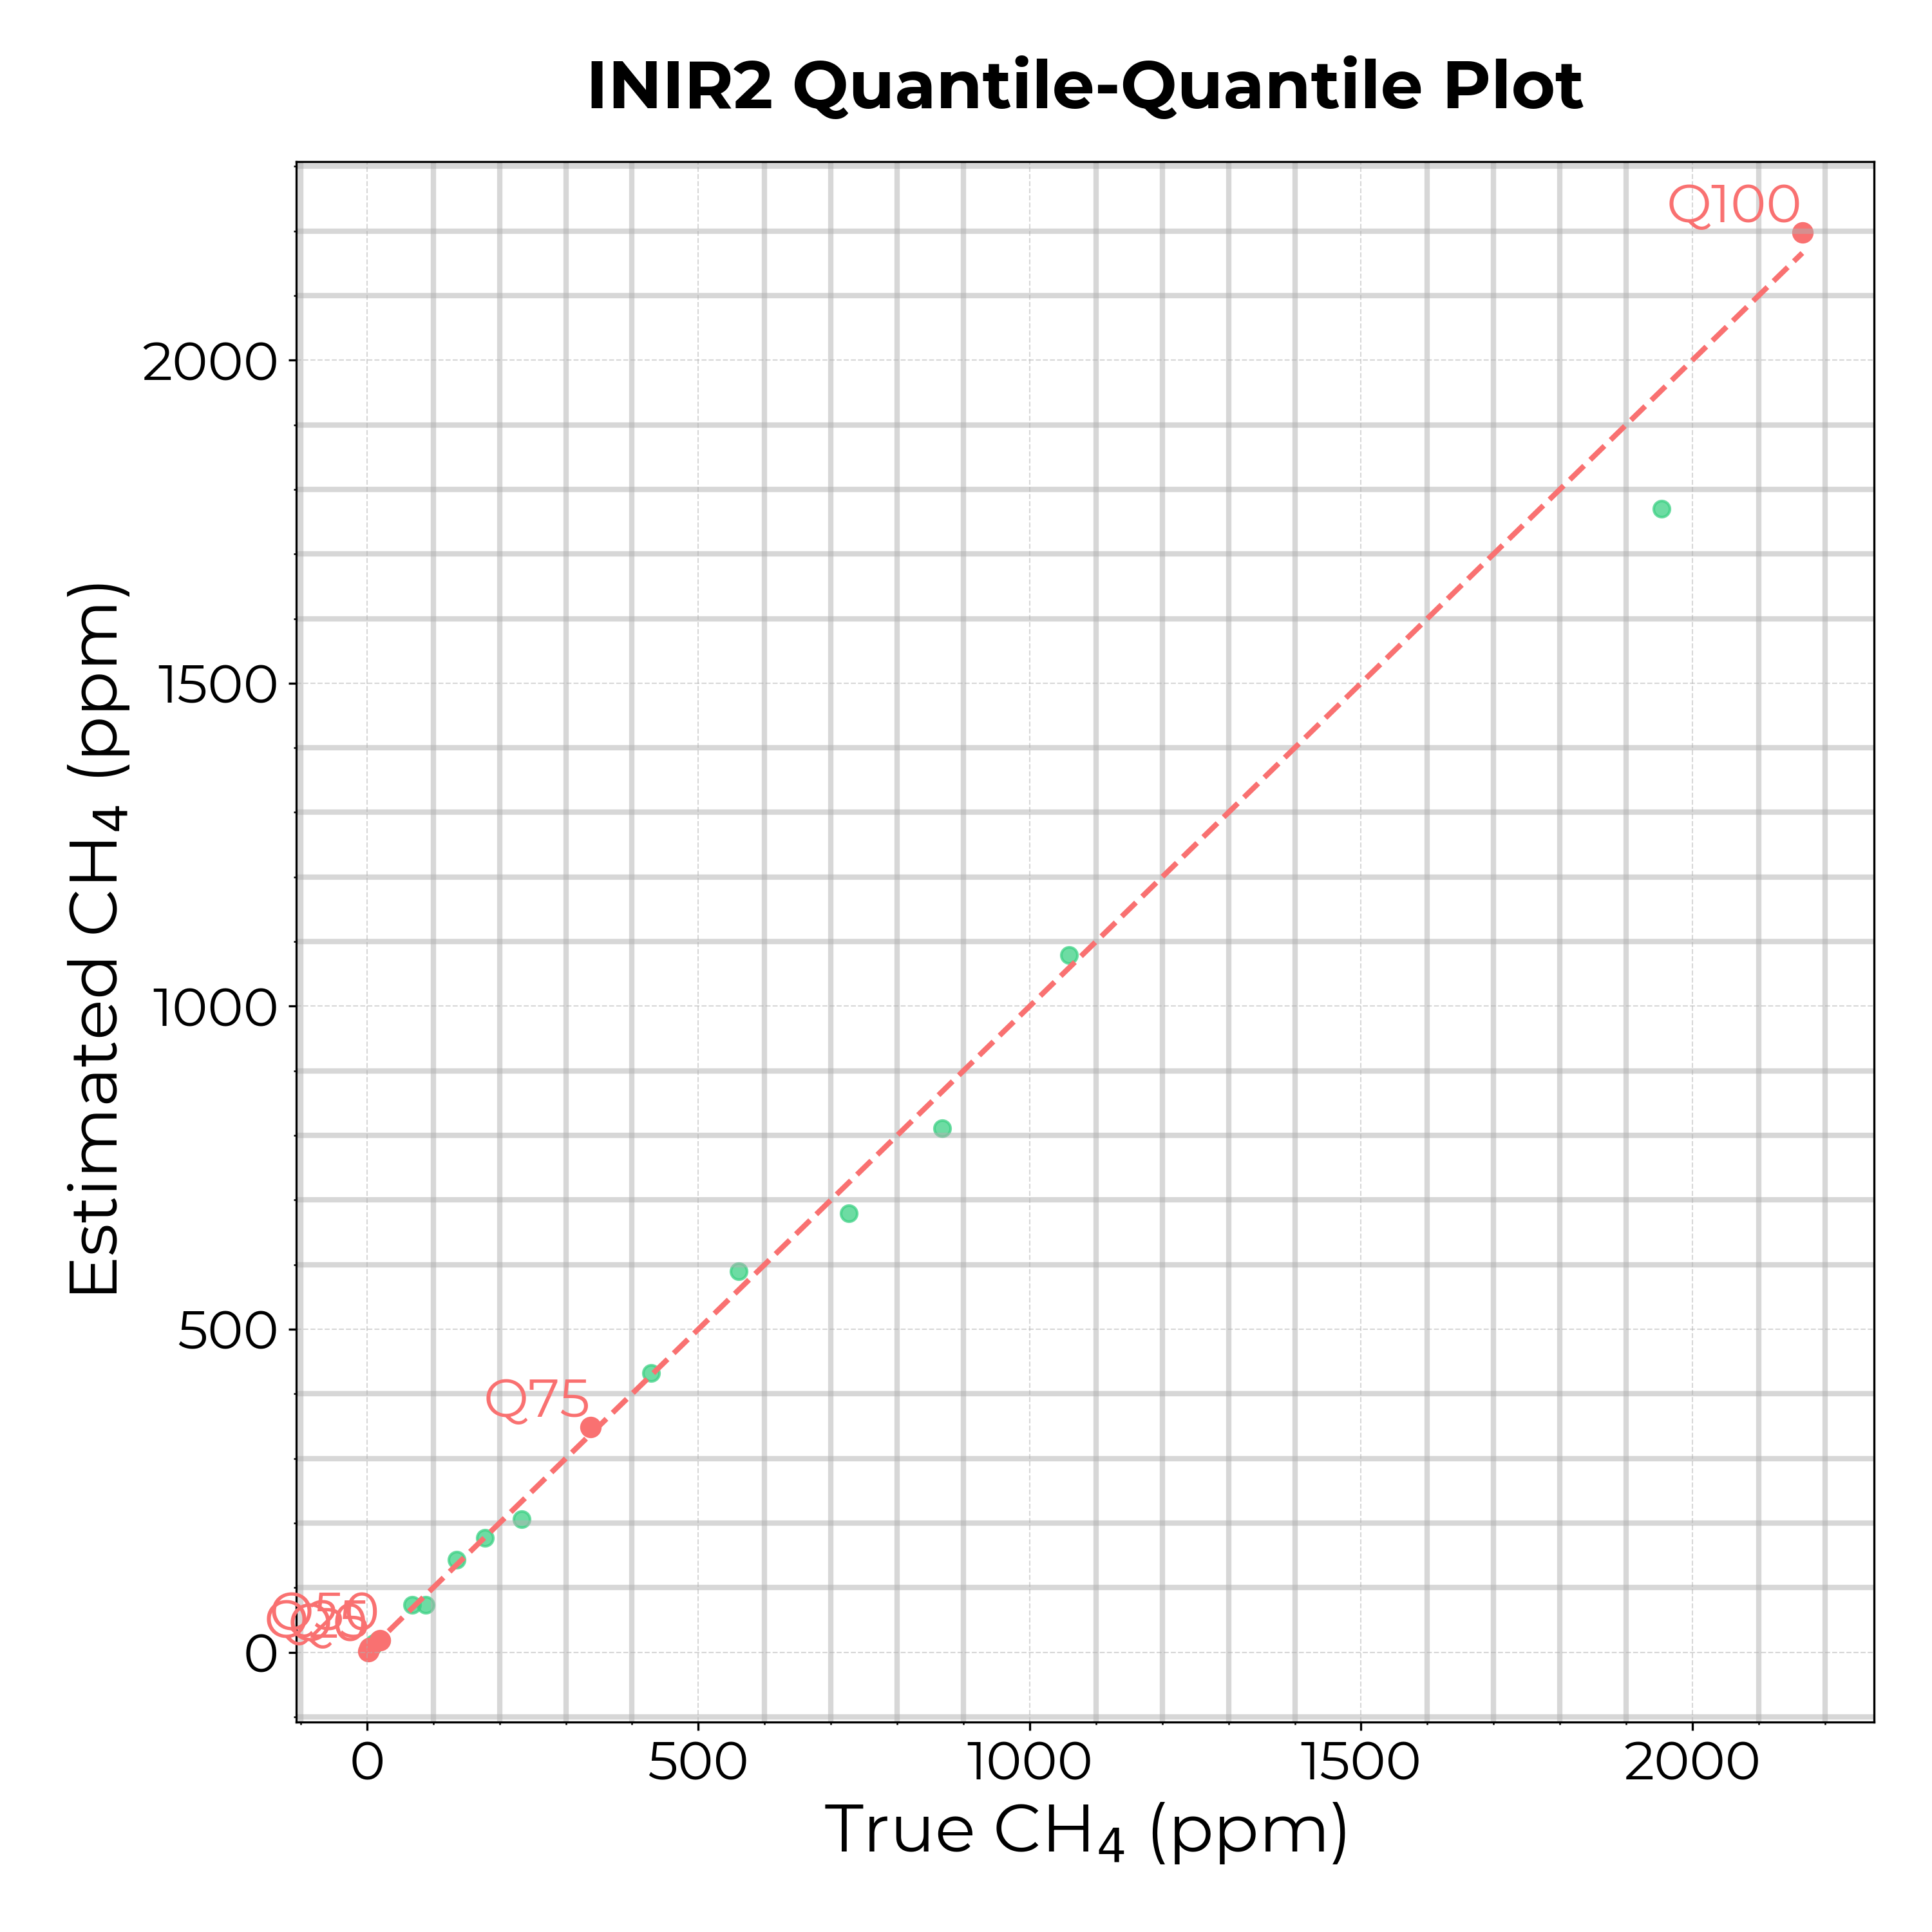 INIR2 Quantile-Quantile Plot
Q100
2000
1500
Estimated CH₄ (ppm)
1000
500
Q75
Q50
0
0 500 1000 1500 2000
True CH₄ (ppm)